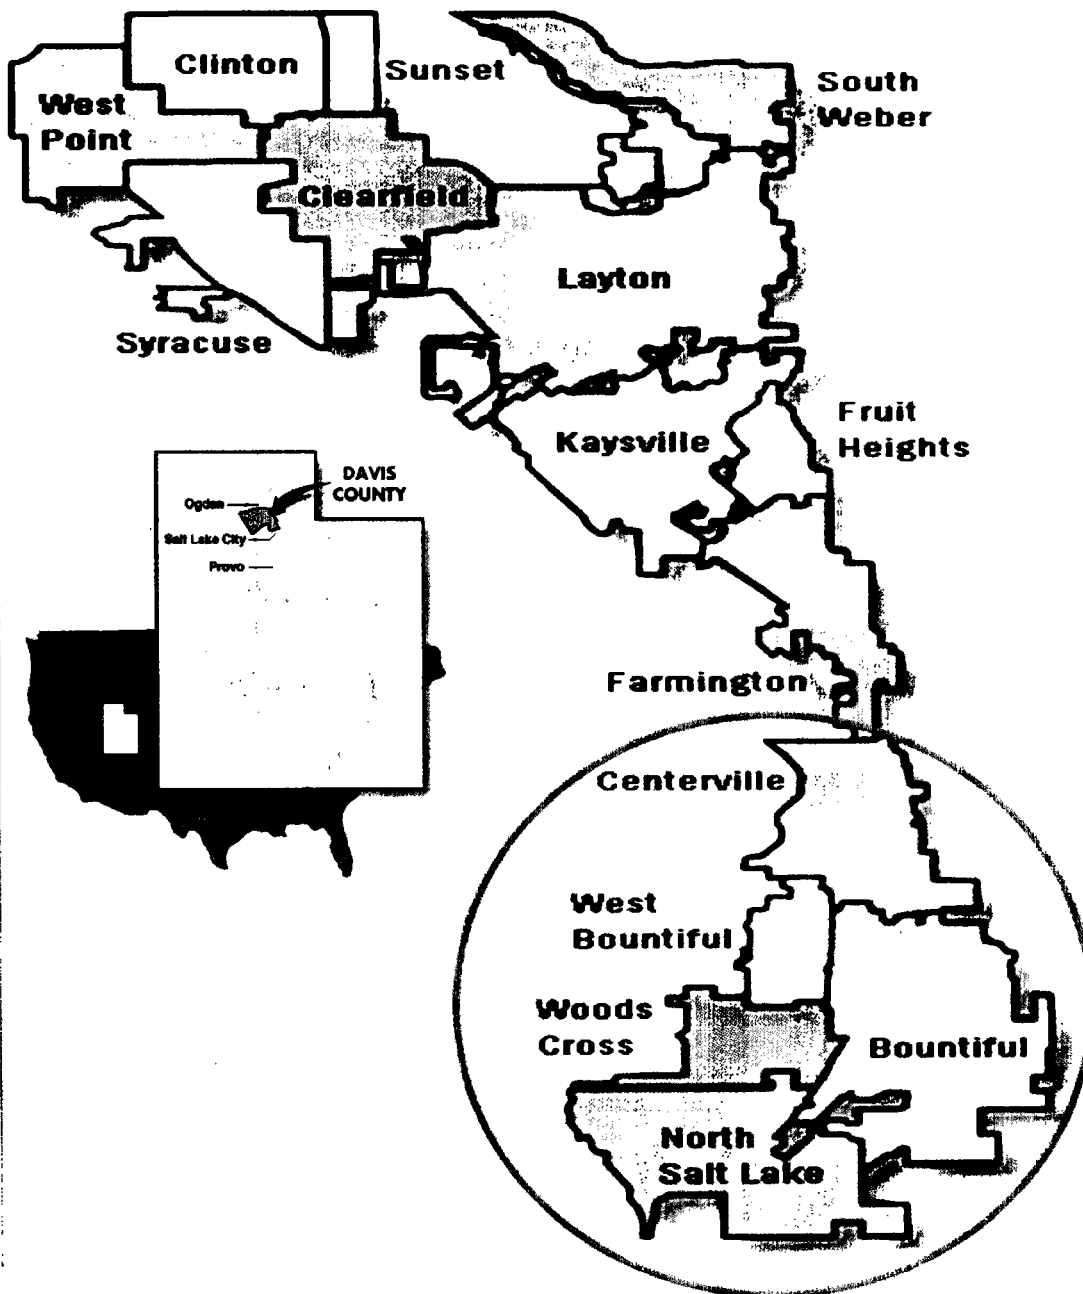 Clinton
Sunset
South
Weber
West
Point
Clearfield
Layton
Syracuse
Fruit
Heights
Kaysville
DAVIS
COUNTY
Ogden
Salt Lake City
Provo
Farmington
Centerville
West
Bountiful
Woods
Cross
Bountiful
North
Salt Lake